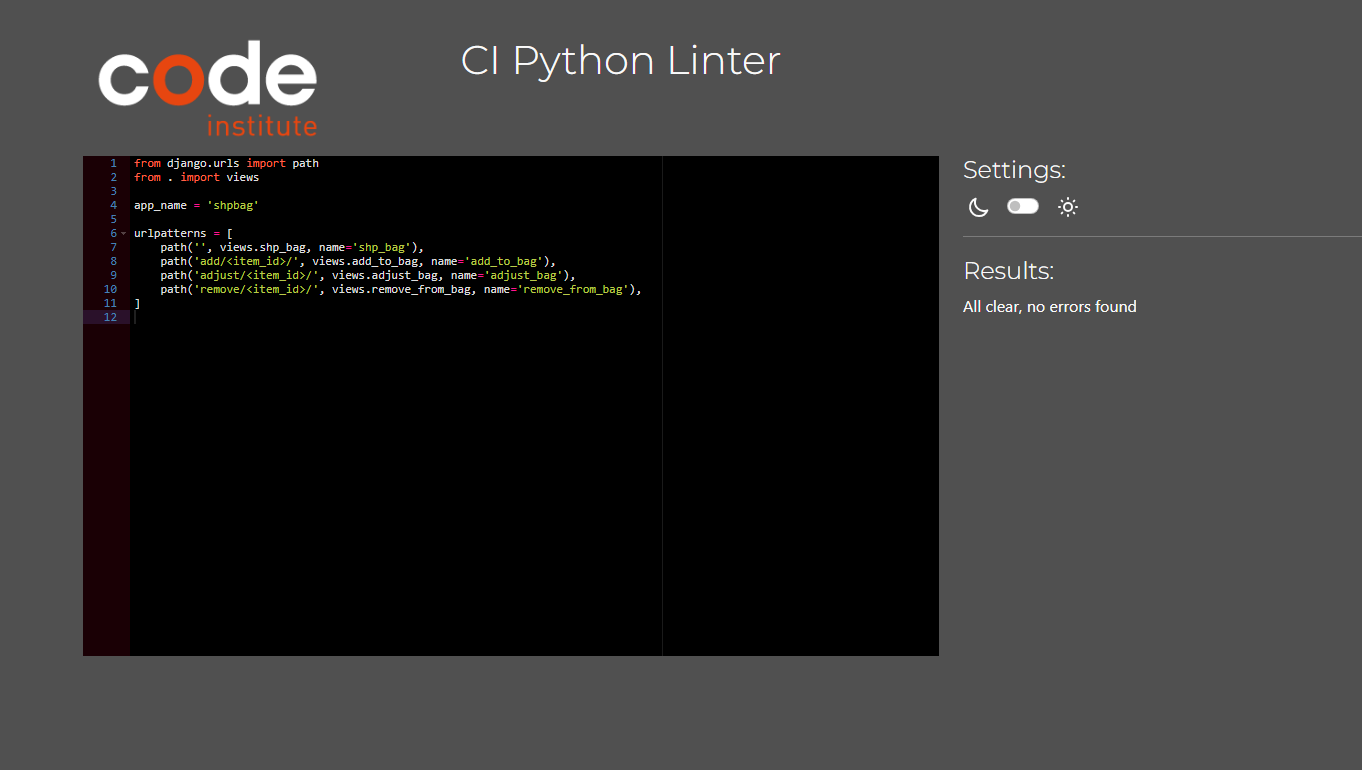 code
institute
CI Python Linter
1 from django.urls import path
2 from . import views
3
4 app_name = 'shpbag'
5
6 urlpatterns = [
7     path('', views.shp_bag, name='shp_bag'),
8     path('add/<item_id>/', views.add_to_bag, name='add_to_bag'),
9     path('adjust/<item_id>/', views.adjust_bag, name='adjust_bag'),
10     path('remove/<item_id>/', views.remove_from_bag, name='remove_from_bag'),
11 ]
12
Settings:
Results:
All clear, no errors found